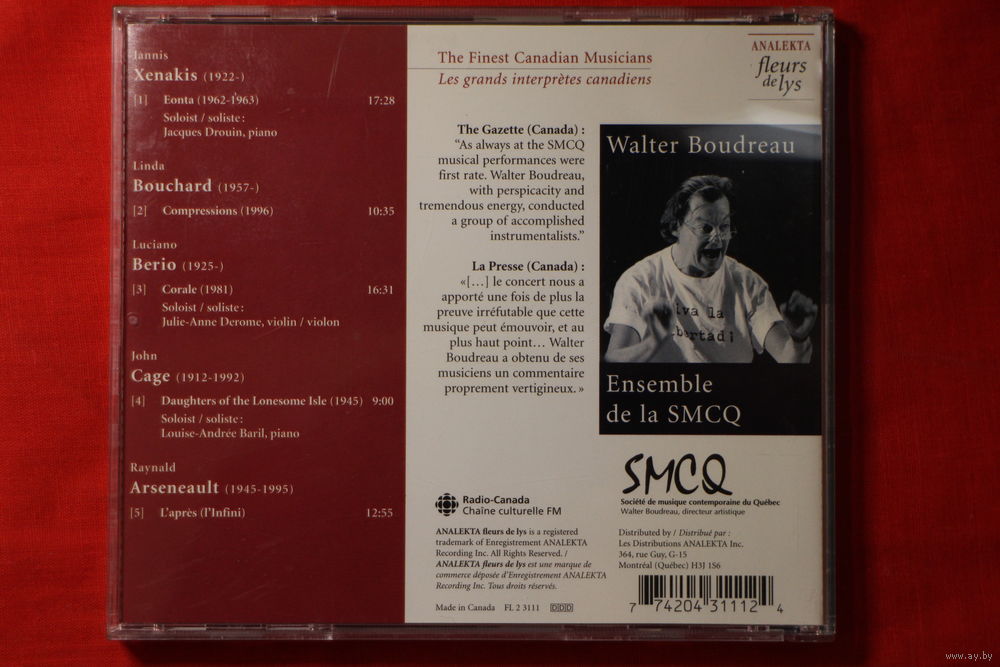 Iannis
Xenakis (1922-)
[1] Eonta (1962-1963) 17:28
Soloist / soliste :
Jacques Drouin, piano
Linda
Bouchard (1957-)
[2] Compressions (1996) 10:35
Luciano
Berio (1925-)
[3] Corale (1981) 16:31
Soloist / soliste :
Julie-Anne Derome, violin / violon
John
Cage (1912-1992)
[4] Daughters of the Lonesome Isle (1945) 9:00
Soloist / soliste :
Louise-Andrée Baril, piano
Raynald
Arseneault (1945-1995)
[5] L'après (l'Infini) 12:55
The Finest Canadian Musicians
Les grands interprètes canadiens
ANALEKTA
fleurs
de lys
The Gazette (Canada) :
“As always at the SMCQ
musical performances were
first rate. Walter Boudreau,
with perspicacity and
tremendous energy, conducted
a group of accomplished
instrumentalists.”
La Presse (Canada) :
«[…] le concert nous a
apporté une fois de plus la
preuve irréfutable que cette
musique peut émouvoir, et au
plus haut point… Walter
Boudreau a obtenu de ses
musiciens un commentaire
proprement vertigineux. »
Walter Boudreau
iva la
ibertad¡
Ensemble
de la SMCQ
Radio-Canada
Chaîne culturelle FM
ANALEKTA fleurs de lys is a registered
trademark of Enregistrement ANALEKTA
Recording Inc. All Rights Reserved. /
ANALEKTA fleurs de lys est une marque de
commerce déposée d'Enregistrement ANALEKTA
Recording Inc. Tous droits réservés.
Made in Canada FL 2 3111 DDD
SMCQ
Société de musique contemporaine du Québec
Walter Boudreau, directeur artistique
Distributed by / Distribué par :
Les Distributions ANALEKTA Inc.
364, rue Guy, G-15
Montréal (Québec) H3J 1S6
7 74204 31112 4
www.ay.by